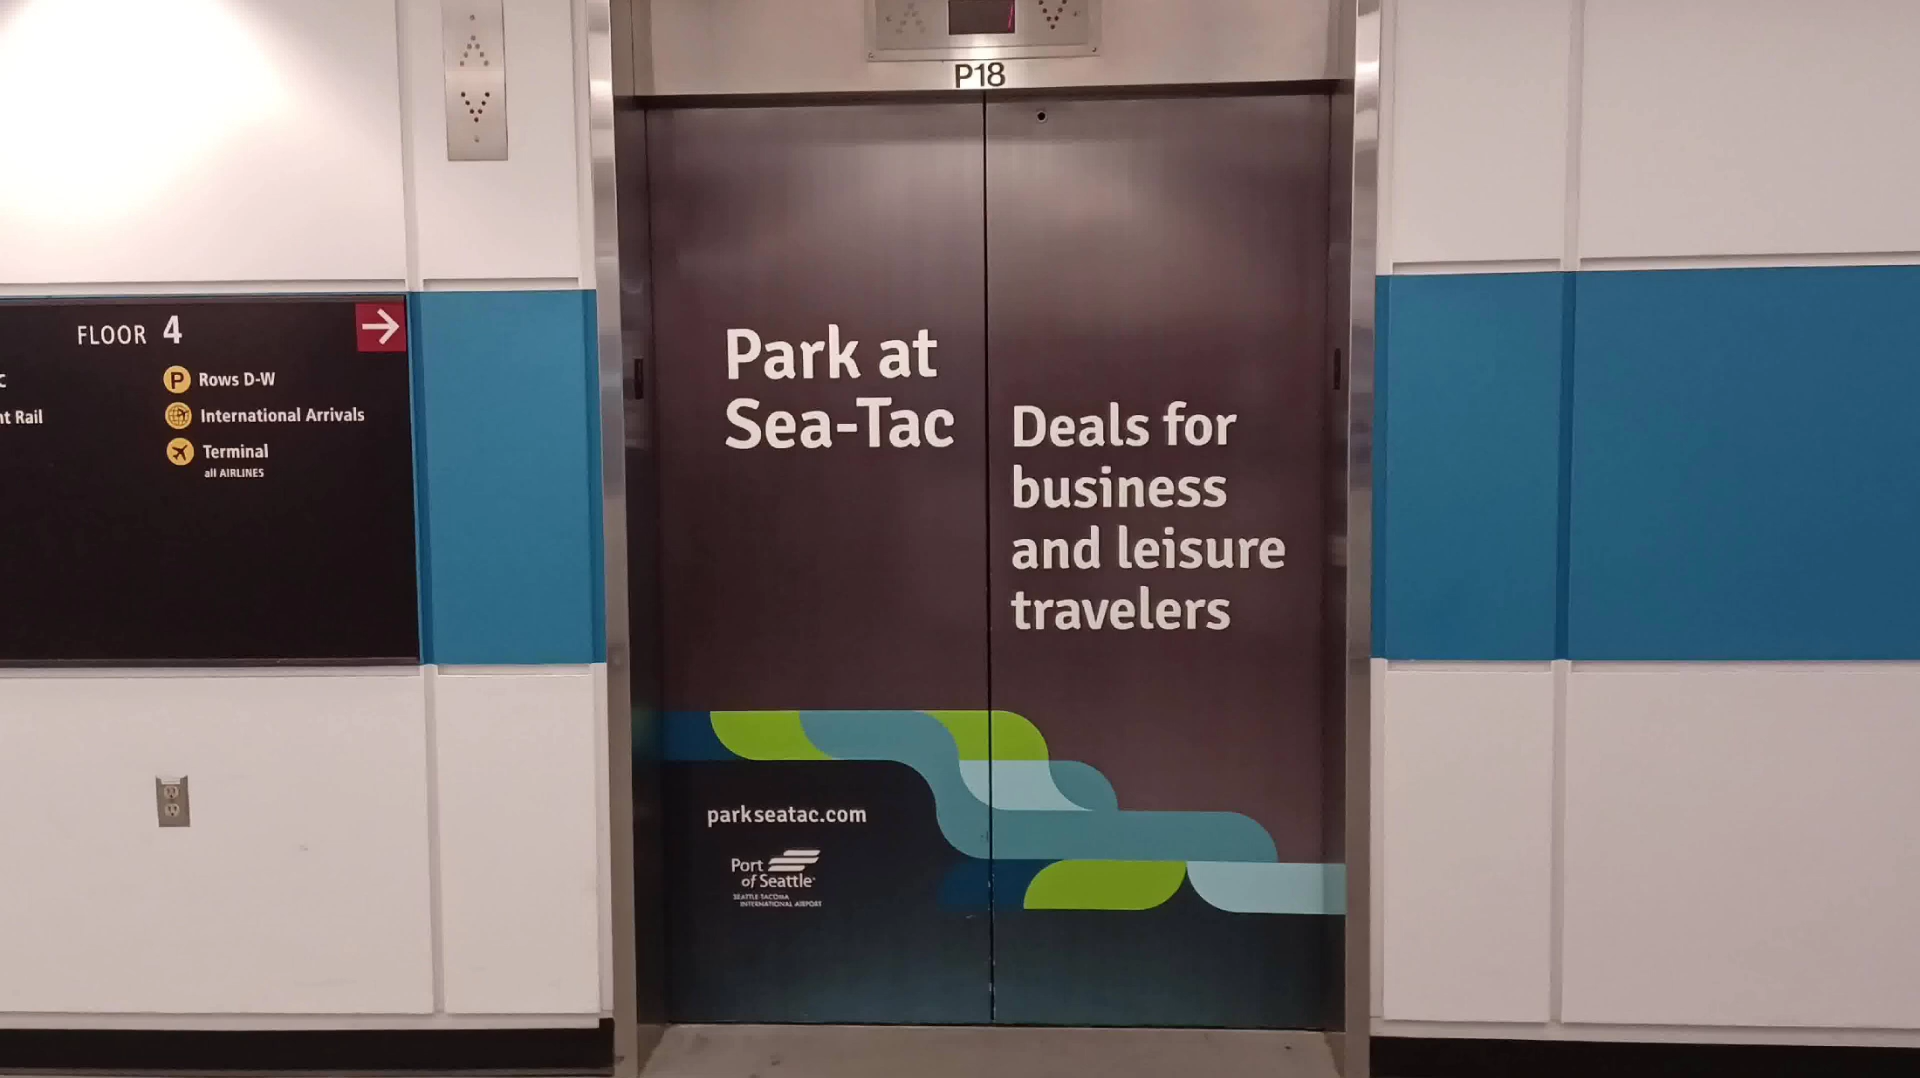 P18
FLOOR 4
Rail
P Rows D-W
International Arrivals
Terminal
all AIRLINES
Park at
Sea-Tac
Deals for
business
and leisure
travelers
parkseatac.com
Port
of Seattle
SEATTLE-TACOMA
INTERNATIONAL AIRPORT